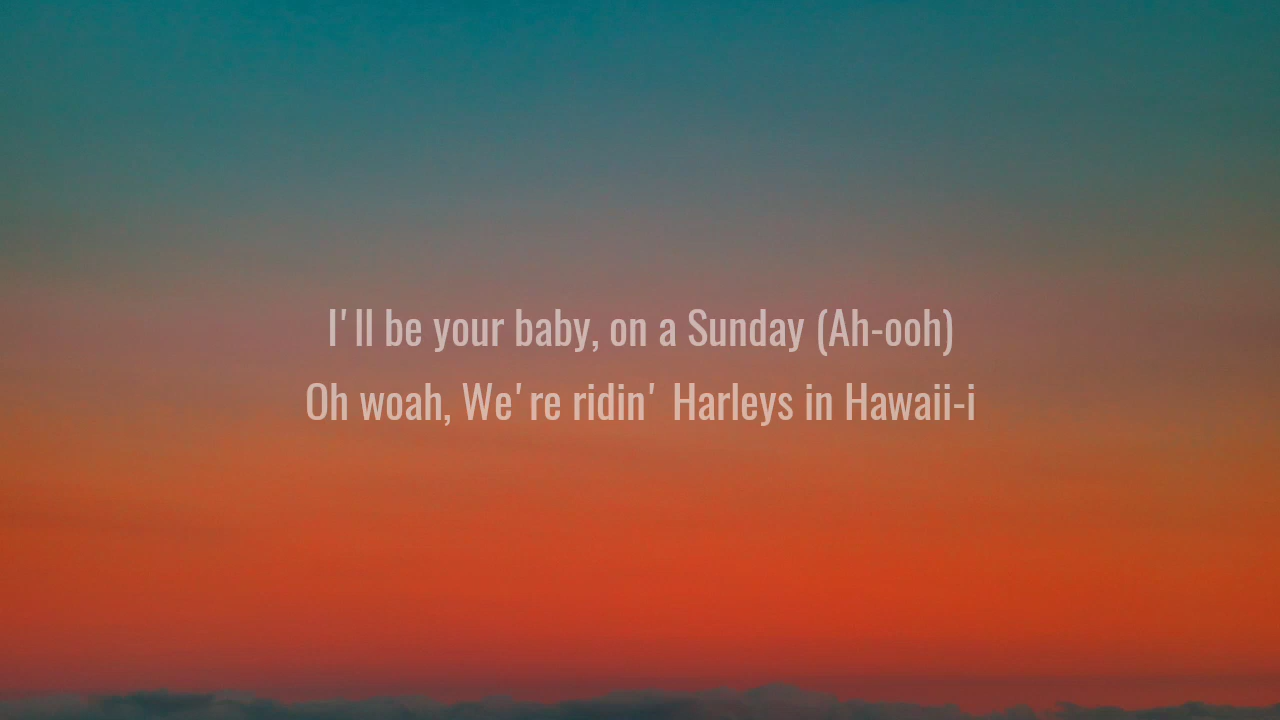 I'll be your baby, on a Sunday (Ah-ooh)
Oh woah, We're ridin' Harleys in Hawaii-i